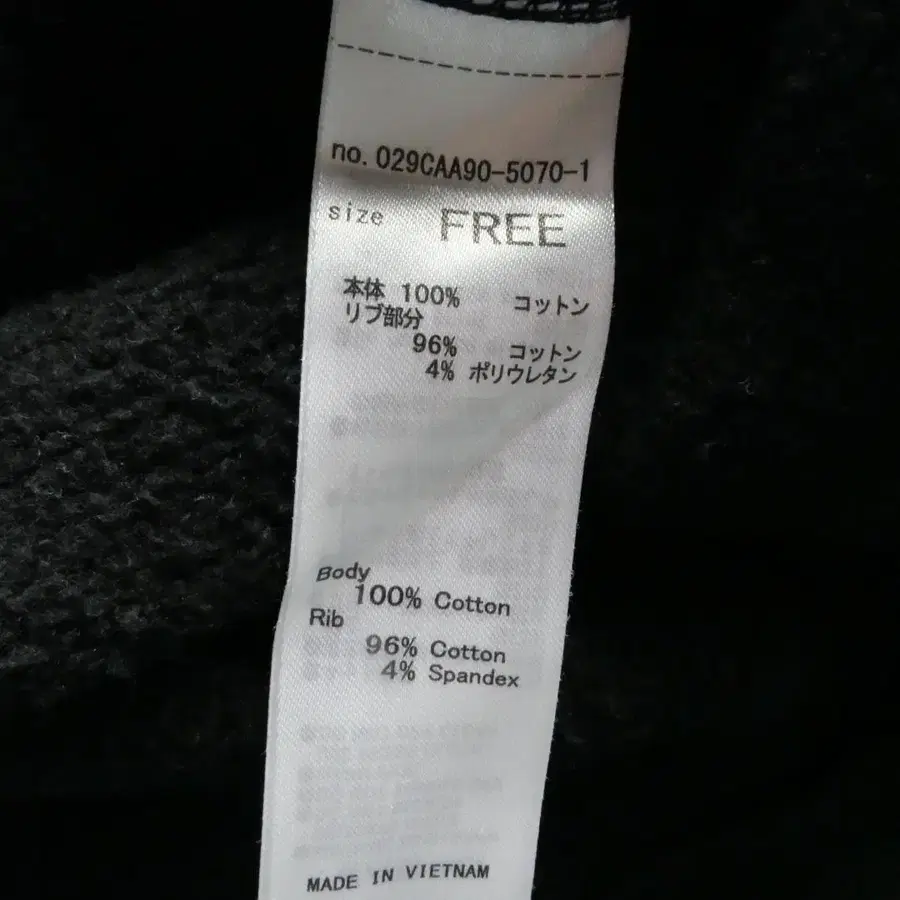 no. 029CAA90-5070-1
size FREE
本体 100% コットン
リブ部分
96% コットン
4% ポリウレタン
Body
100% Cotton
Rib
96% Cotton
4% Spandex
MADE IN VIETNAM